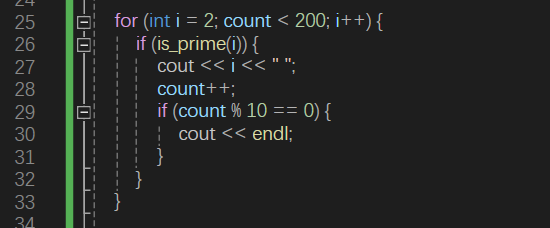 24
25 for (int i = 2; count < 200; i++) {
26 if (is_prime(i)) {
27 cout << i << " ";
28 count++;
29 if (count % 10 == 0) {
30 cout << endl;
31 }
32 }
33 }
34